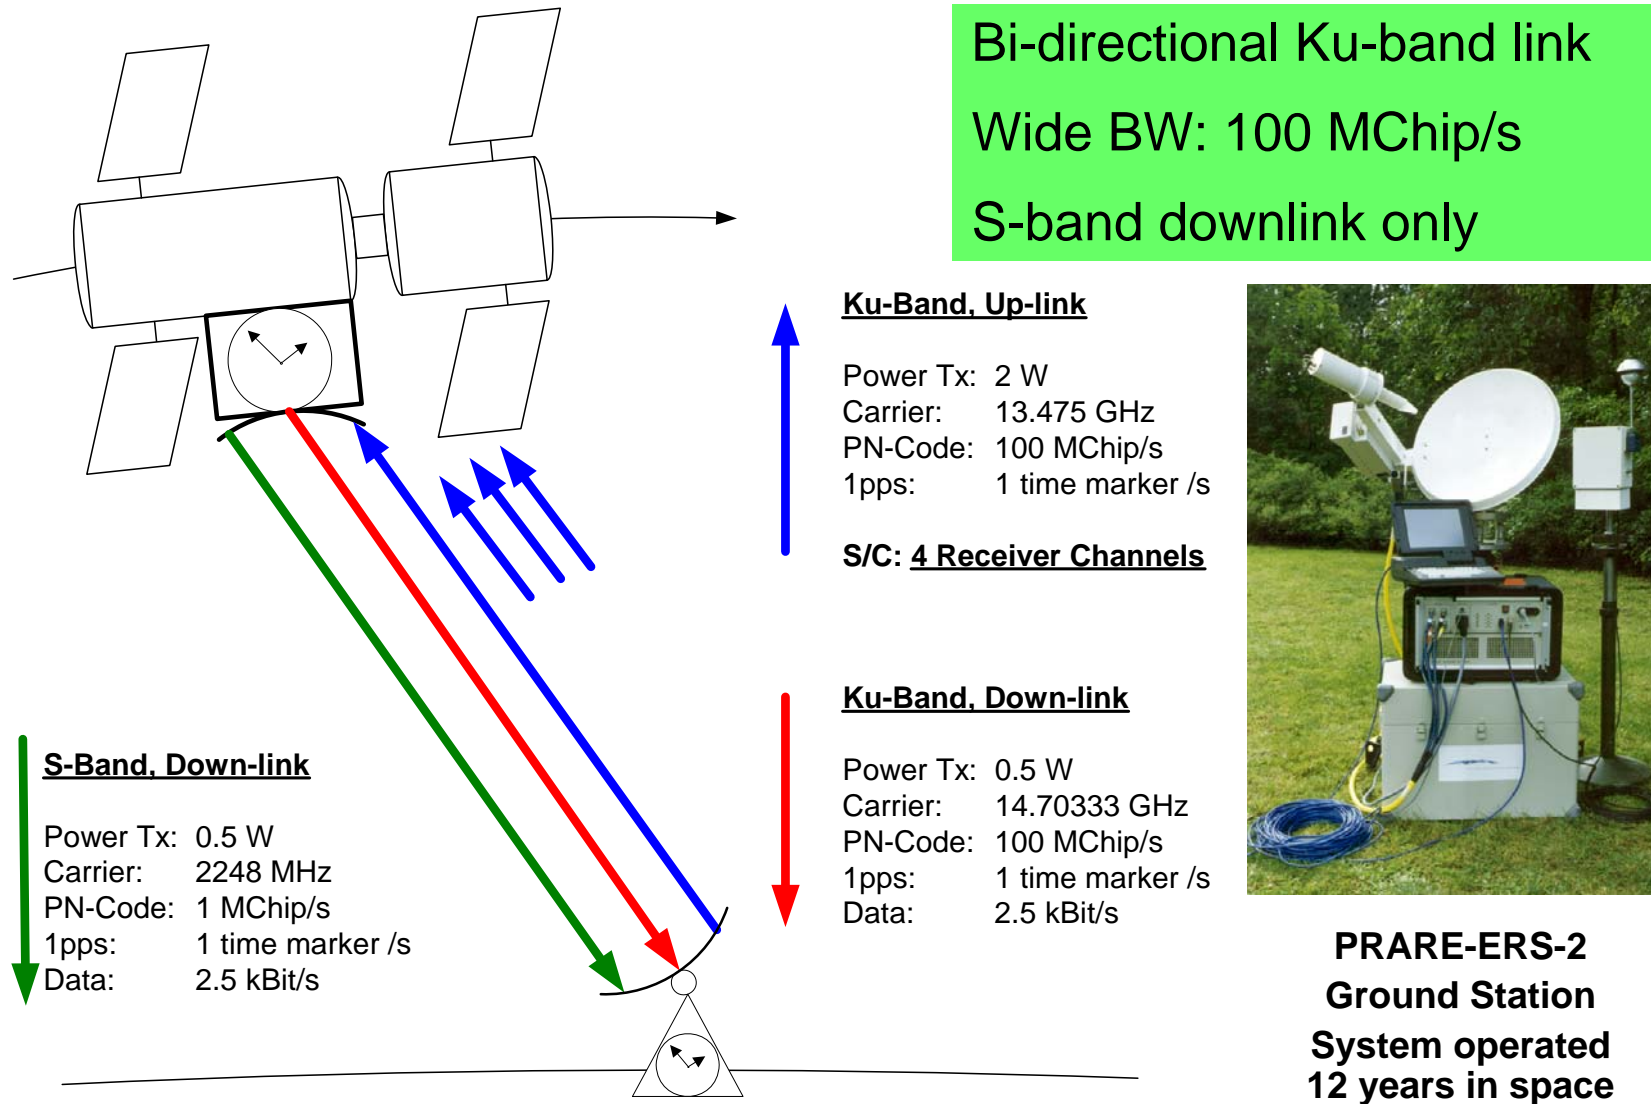 Bi-directional Ku-band link
Wide BW: 100 MChip/s
S-band downlink only
Ku-Band, Up-link
Power Tx: 2 W
Carrier: 13.475 GHz
PN-Code: 100 MChip/s
1pps: 1 time marker /s
S/C: 4 Receiver Channels
Ku-Band, Down-link
Power Tx: 0.5 W
Carrier: 14.70333 GHz
PN-Code: 100 MChip/s
1pps: 1 time marker /s
Data: 2.5 kBit/s
S-Band, Down-link
Power Tx: 0.5 W
Carrier: 2248 MHz
PN-Code: 1 MChip/s
1pps: 1 time marker /s
Data: 2.5 kBit/s
PRARE-ERS-2
Ground Station
System operated
12 years in space